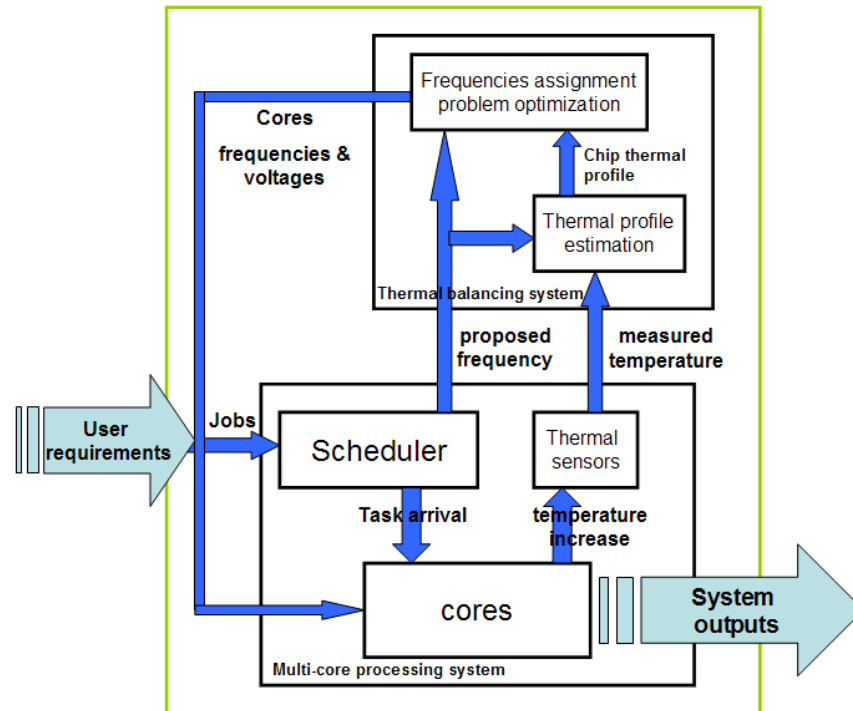 Frequencies assignment
problem optimization
Cores
frequencies &
voltages
Chip thermal
profile
Thermal profile
estimation
Thermal balancing system
proposed
frequency
measured
temperature
User
requirements
Jobs
Scheduler
Thermal
sensors
Task arrival
temperature
increase
cores
System
outputs
Multi-core processing system